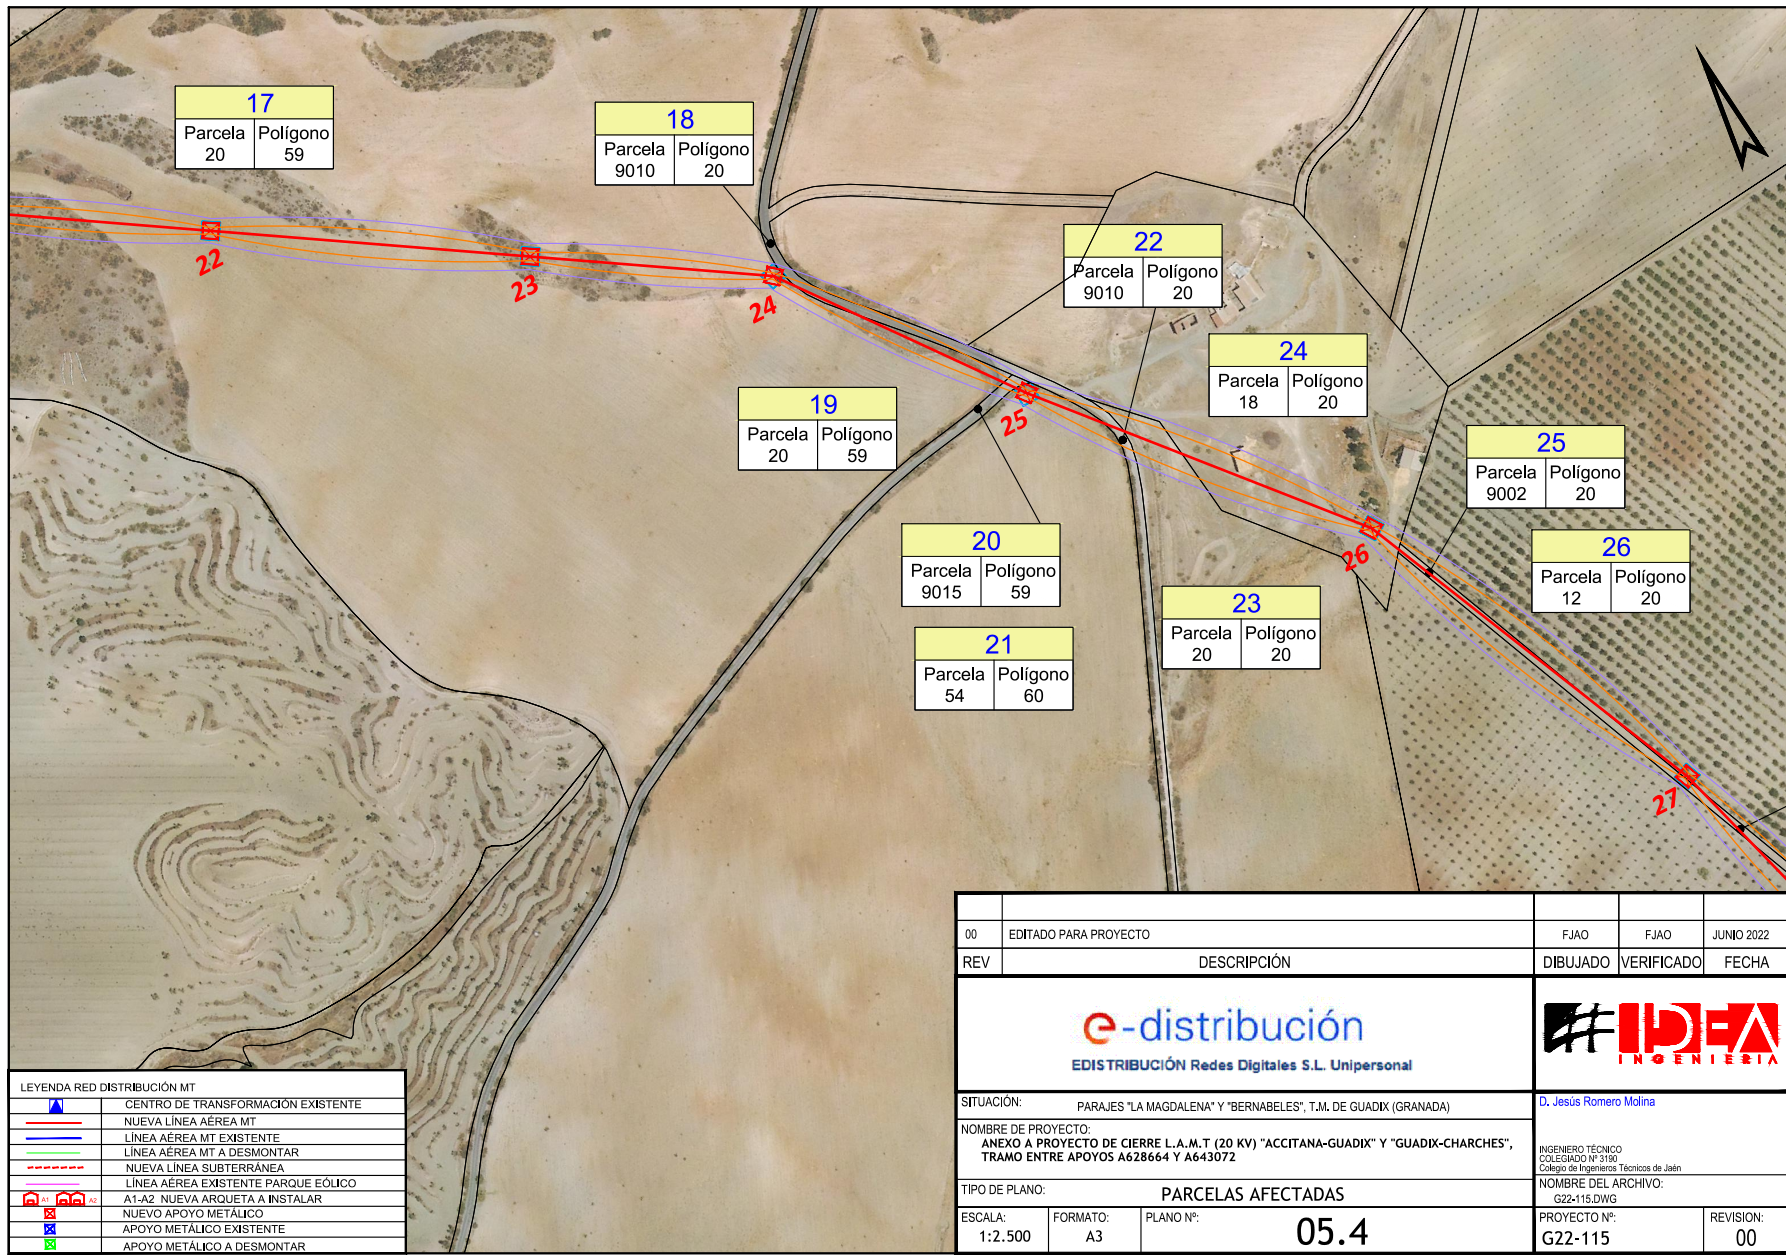 17
Parcela Polígono
20 59
18
Parcela Polígono
9010 20
22
Parcela Polígono
9010 20
24
Parcela Polígono
18 20
19
Parcela Polígono
20 59
25
Parcela Polígono
9002 20
20
Parcela Polígono
9015 59
26
Parcela Polígono
12 20
23
Parcela Polígono
20 20
21
Parcela Polígono
54 60
22
23
24
25
26
27
LEYENDA RED DISTRIBUCIÓN MT
CENTRO DE TRANSFORMACIÓN EXISTENTE
NUEVA LÍNEA AÉREA MT
LÍNEA AÉREA MT EXISTENTE
LÍNEA AÉREA MT A DESMONTAR
NUEVA LÍNEA SUBTERRÁNEA
LÍNEA AÉREA EXISTENTE PARQUE EÓLICO
A1 A2 A1-A2 NUEVA ARQUETA A INSTALAR
NUEVO APOYO METÁLICO
APOYO METÁLICO EXISTENTE
APOYO METÁLICO A DESMONTAR
00 EDITADO PARA PROYECTO FJAO FJAO JUNIO 2022
REV DESCRIPCIÓN DIBUJADO VERIFICADO FECHA
e-distribución
EDISTRIBUCIÓN Redes Digitales S.L. Unipersonal
IDEA
INGENIERIA
SITUACIÓN: PARAJES "LA MAGDALENA" Y "BERNABELES", T.M. DE GUADIX (GRANADA)
NOMBRE DE PROYECTO:
ANEXO A PROYECTO DE CIERRE L.A.M.T (20 KV) "ACCITANA-GUADIX" Y "GUADIX-CHARCHES",
TRAMO ENTRE APOYOS A628664 Y A643072
TIPO DE PLANO: PARCELAS AFECTADAS
ESCALA: FORMATO: PLANO Nº:
1:2.500 A3 05.4
D. Jesús Romero Molina
INGENIERO TÉCNICO
COLEGIADO Nº 3190
Colegio de Ingenieros Técnicos de Jaén
NOMBRE DEL ARCHIVO:
G22-115.DWG
PROYECTO Nº: REVISION:
G22-115 00